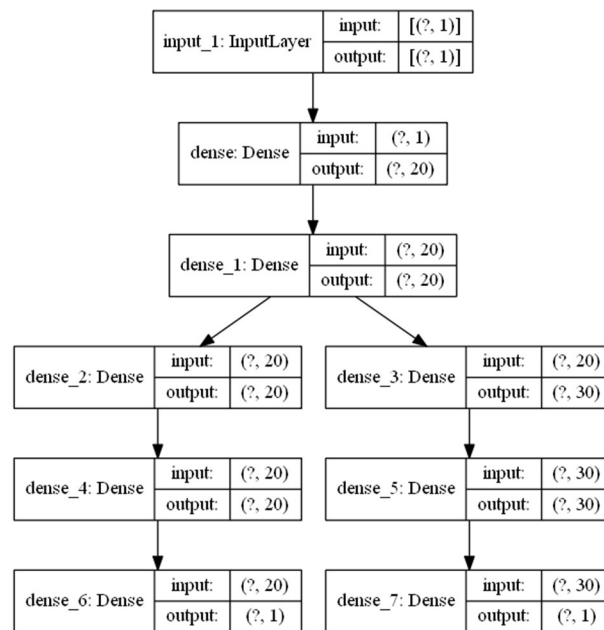 input_1: InputLayer input: [(?, 1)]
output: [(?, 1)]
dense: Dense input: (?, 1)
output: (?, 20)
dense_1: Dense input: (?, 20)
output: (?, 20)
dense_2: Dense input: (?, 20)
output: (?, 20)
dense_3: Dense input: (?, 20)
output: (?, 30)
dense_4: Dense input: (?, 20)
output: (?, 20)
dense_5: Dense input: (?, 30)
output: (?, 30)
dense_6: Dense input: (?, 20)
output: (?, 1)
dense_7: Dense input: (?, 30)
output: (?, 1)